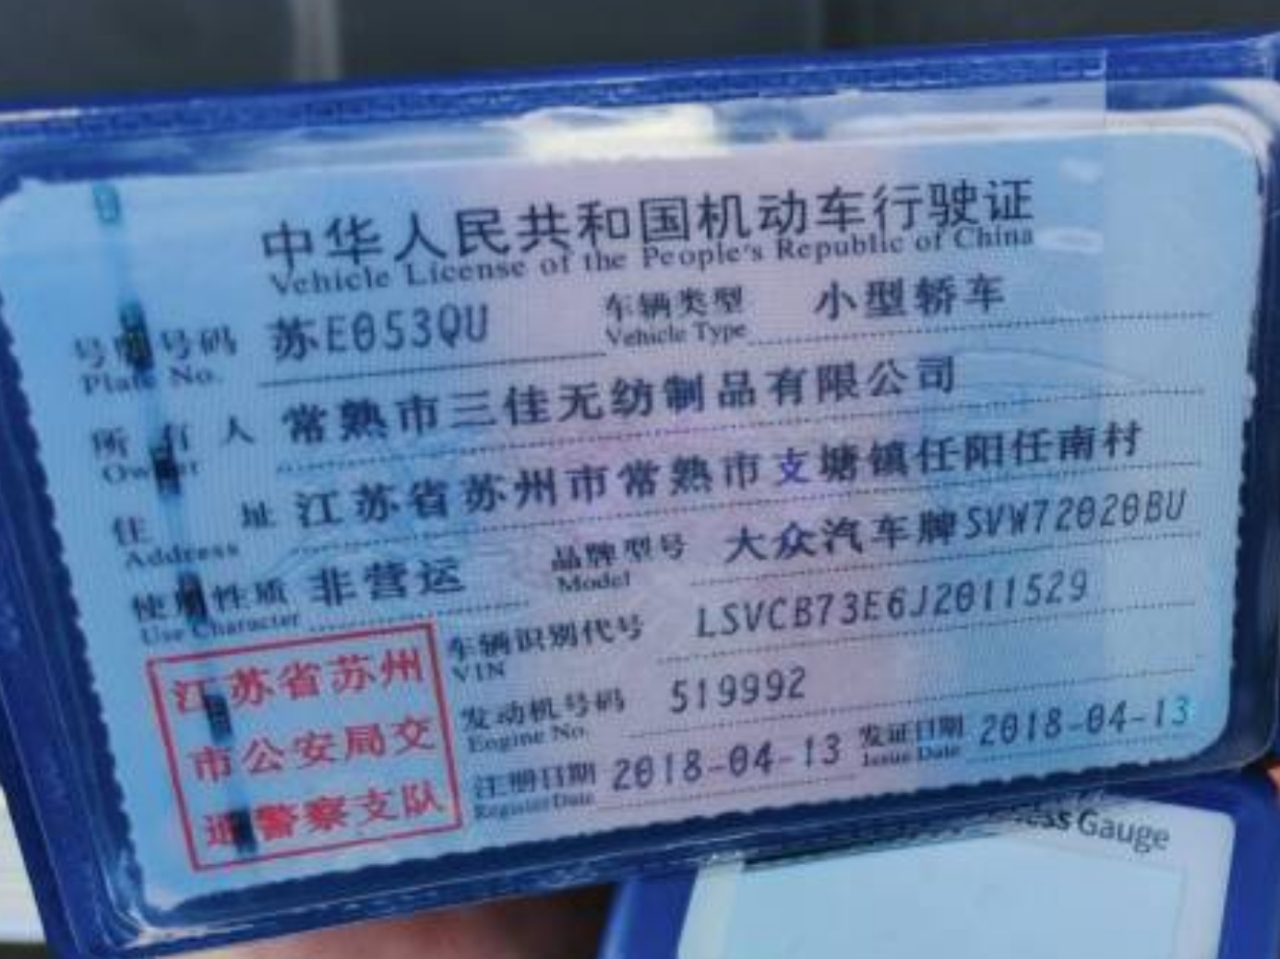 中华人民共和国机动车行驶证
Vehicle License of the People's Republic of China
号牌号码 苏E053QU 车辆类型 小型轿车
Plate No. Vehicle Type
所有人 常熟市三佳无纺制品有限公司
Owner
住址 江苏省苏州市常熟市支塘镇任阳任南村
Address
使用性质 非营运 品牌型号 大众汽车牌SVW72020BU
Use Character Model
车辆识别代号 LSVCB73E6J2011529
VIN
发动机号码 519992
Engine No.
注册日期 2018-04-13 发证日期 2018-04-13
Register Date Issue Date
江苏省苏州
市公安局交
通警察支队
Gauge